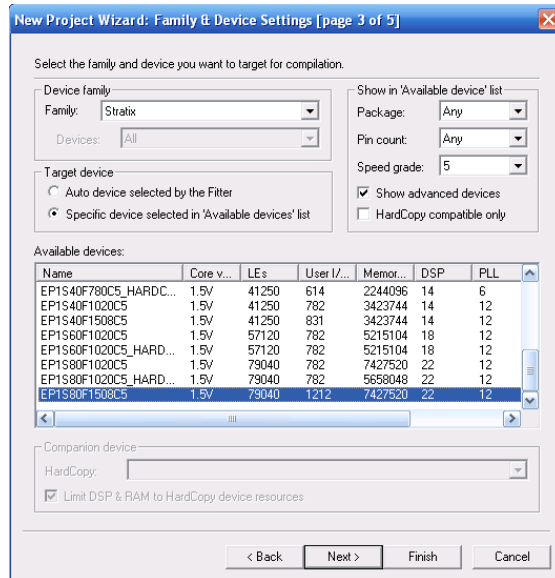 New Project Wizard: Family & Device Settings [page 3 of 5]
Select the family and device you want to target for compilation.
Device family
Family: Stratix
Devices: All
Target device
Auto device selected by the Fitter
Specific device selected in 'Available devices' list
Show in 'Available device' list
Package: Any
Pin count: Any
Speed grade: 5
Show advanced devices
HardCopy compatible only
Available devices:
Name Core v... LEs User I/... Memor... DSP PLL
EP1S40F780C5_HARDC... 1.5V 41250 614 2244096 14 6
EP1S40F1020C5 1.5V 41250 782 3423744 14 12
EP1S40F1508C5 1.5V 41250 831 3423744 14 12
EP1S60F1020C5 1.5V 57120 782 5215104 18 12
EP1S60F1020C5_HARD... 1.5V 57120 782 5215104 18 12
EP1S80F1020C5 1.5V 79040 782 7427520 22 12
EP1S80F1020C5_HARD... 1.5V 79040 782 5658048 22 12
EP1S80F1508C5 1.5V 79040 1212 7427520 22 12
Companion device
HardCopy:
Limit DSP & RAM to HardCopy device resources
< Back Next > Finish Cancel